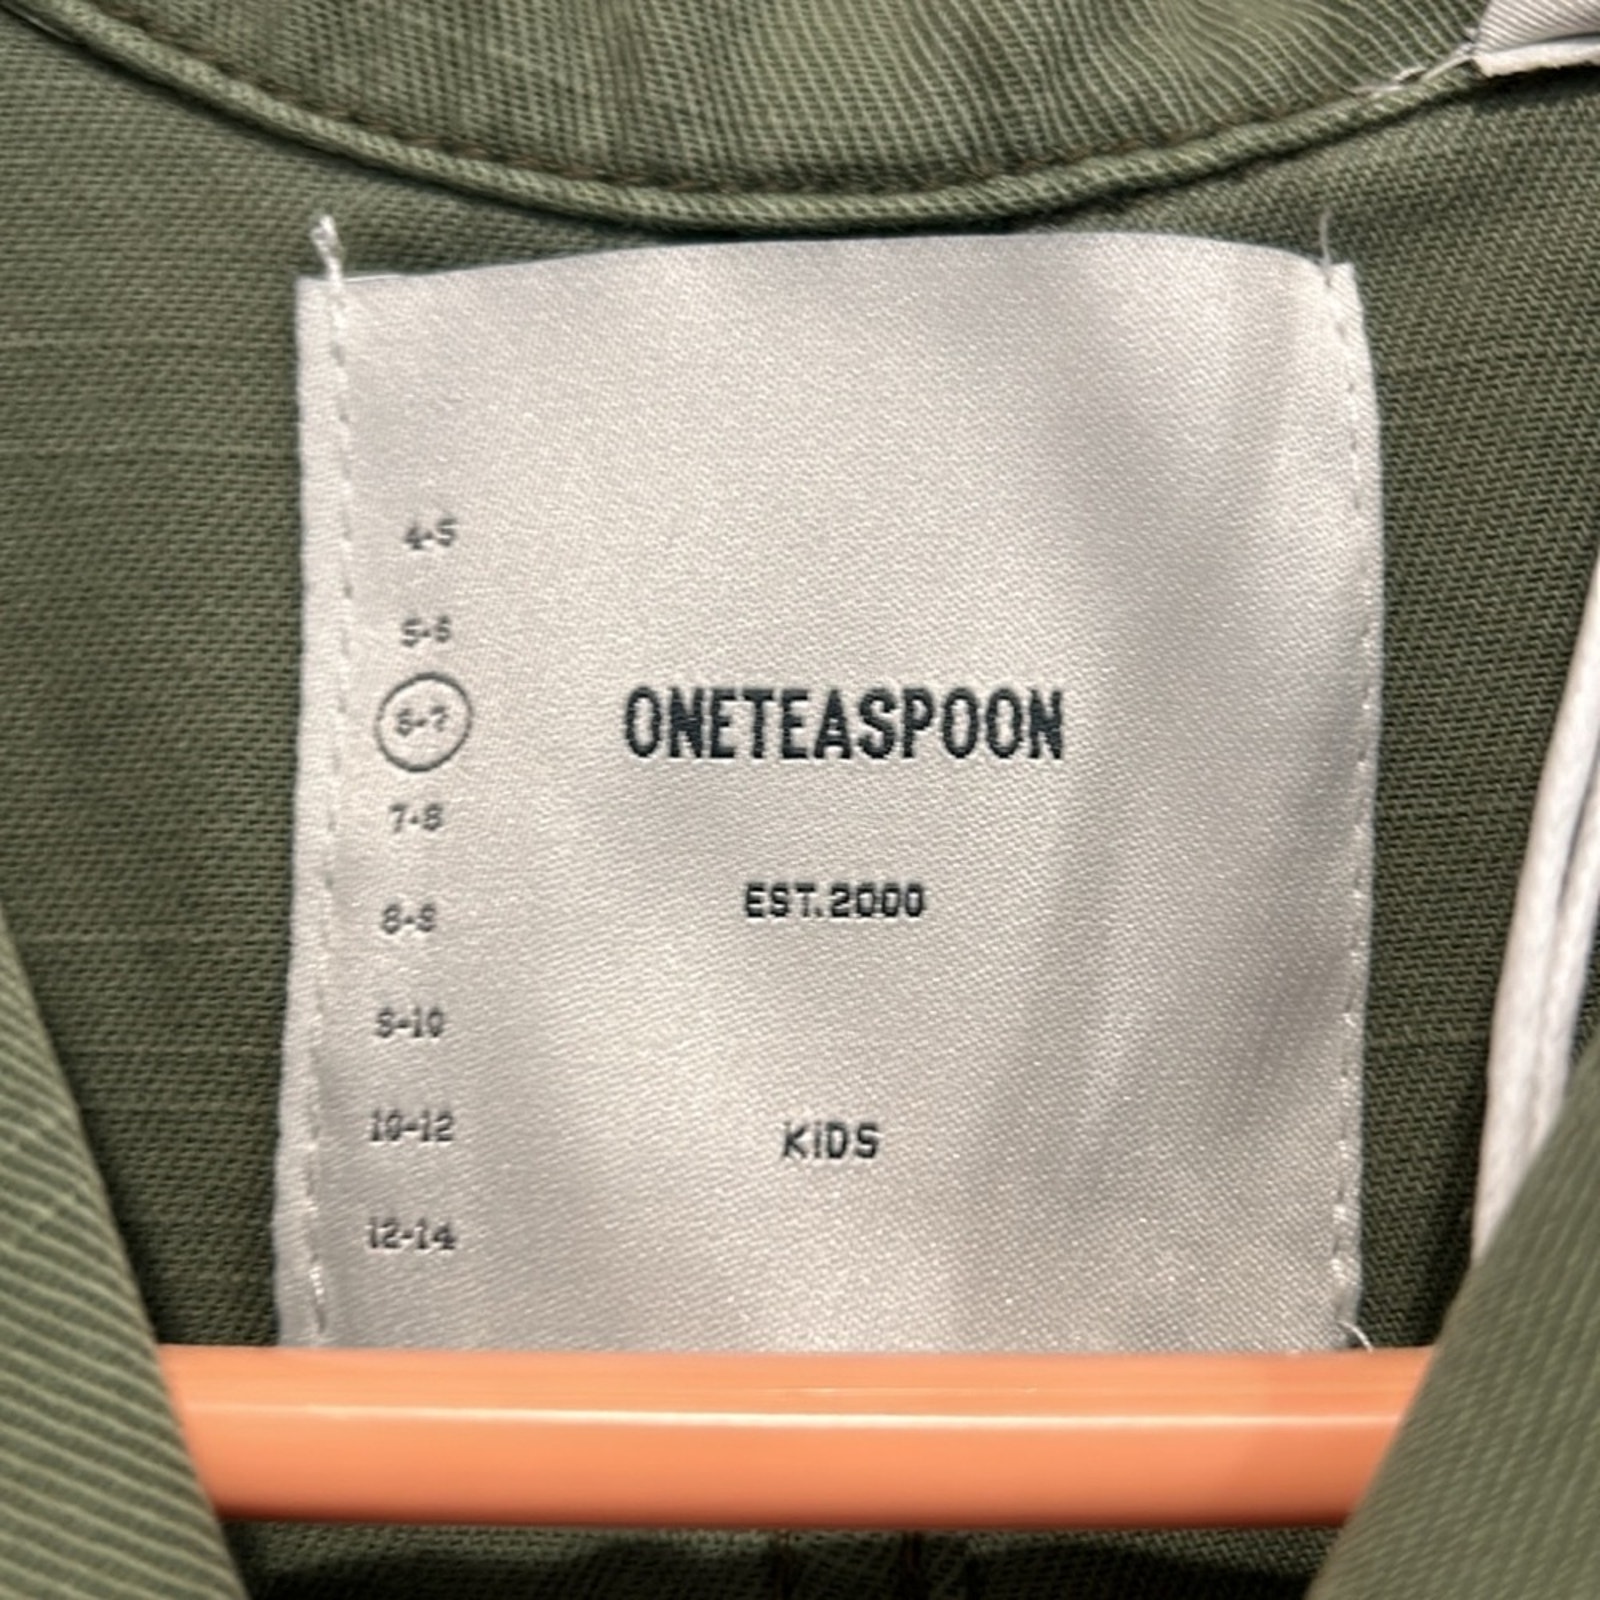 4-5
5-6
6-7
7-8
8-9
9-10
10-12
12-14
ONETEASPOON
EST.2000
KIDS